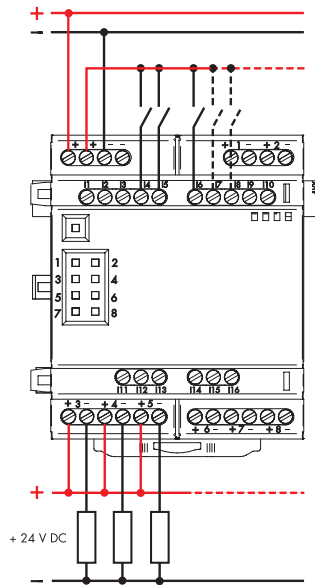 +
−
+ + − − + 1 − + 2 −
I1 I2 I3 I4 I5 I6 I7 I8 I9 I10
1 2
3 4
5 6
7 8
I11 I12 I13 I14 I15 I16
+ 3 − + 4 − + 5 − + 6 − + 7 − + 8 −
+
+ 24 V DC
−